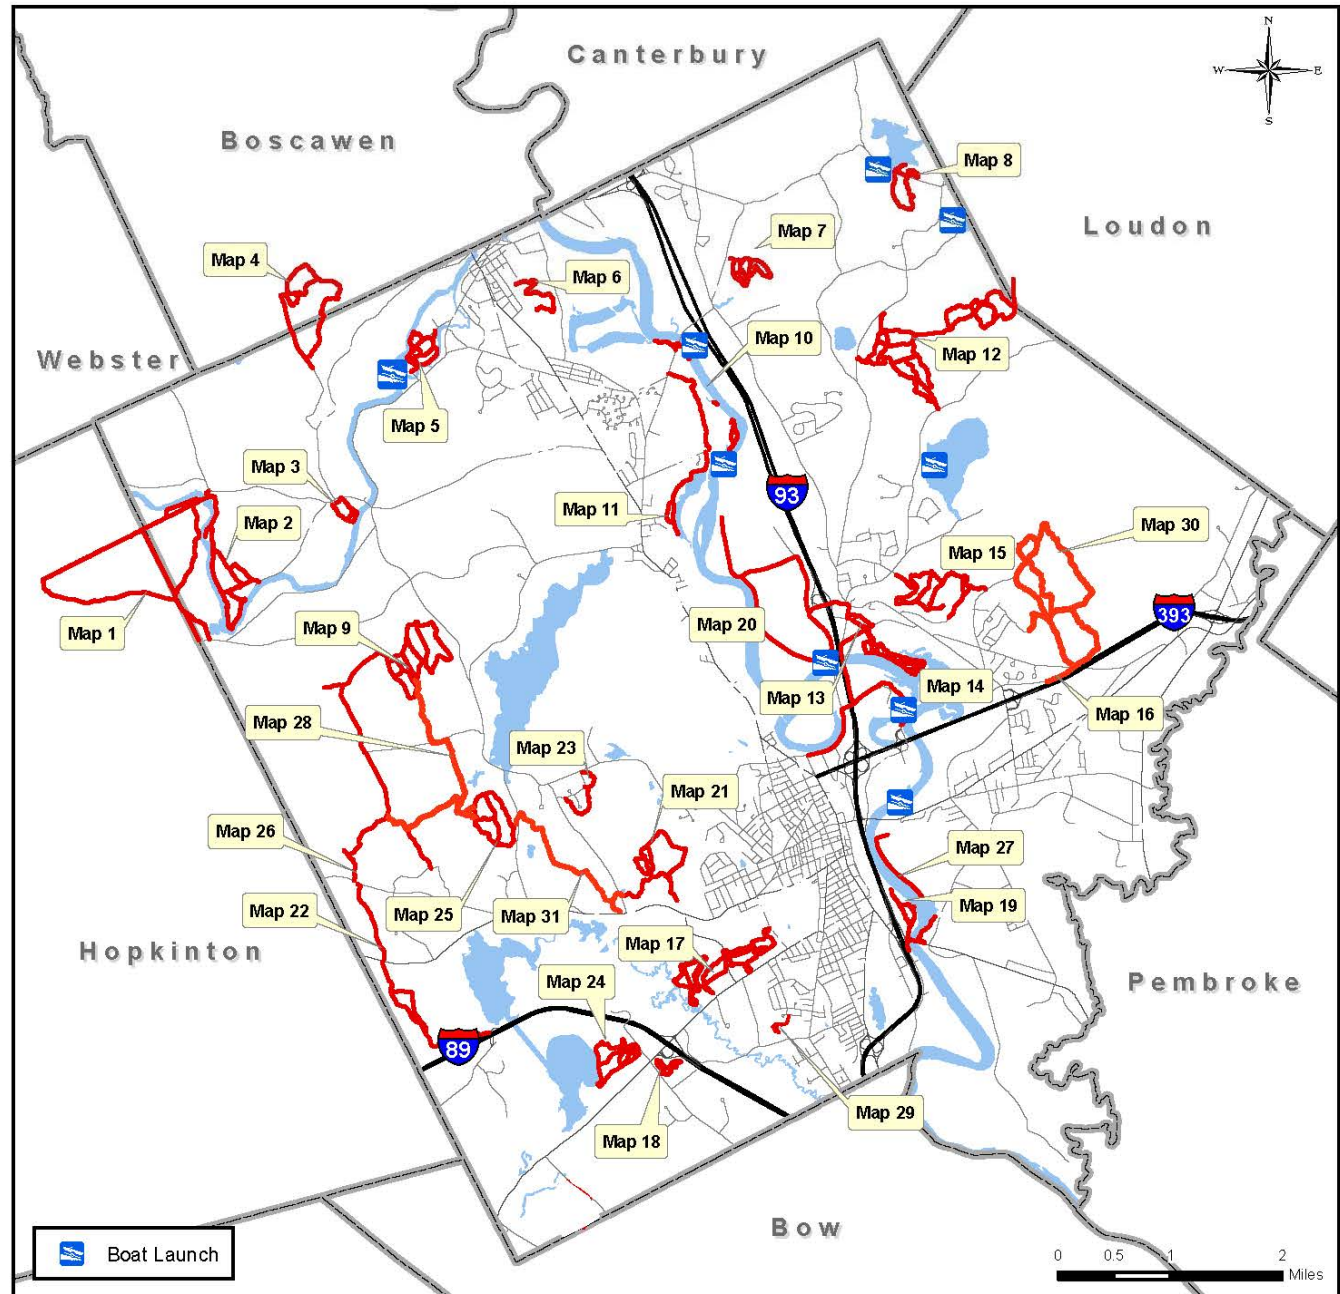 Canterbury
N
W
E
S
Boscawen
Map 8
Loudon
Map 7
Map 4
Map 6
Map 10
Map 12
Webster
Map 5
Map 3
93
Map 11
Map 2
Map 30
Map 15
393
Map 1
Map 9
Map 20
Map 14
Map 13
Map 16
Map 28
Map 23
Map 21
Map 26
Map 27
Map 22
Map 25
Map 31
Map 19
Hopkinton
Map 17
Map 24
Pembroke
89
Map 29
Map 18
Bow
Boat Launch
0 0.5 1 2
Miles